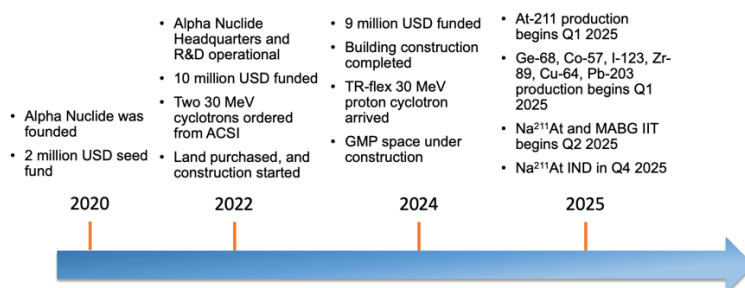 • Alpha Nuclide was
founded
• 2 million USD seed
fund
• Alpha Nuclide
Headquarters and
R&D operational
• 10 million USD funded
• Two 30 MeV
cyclotrons ordered
from ACSI
• Land purchased, and
construction started
• 9 million USD funded
• Building construction
completed
• TR-flex 30 MeV
proton cyclotron
arrived
• GMP space under
construction
• At-211 production
begins Q1 2025
• Ge-68, Co-57, I-123, Zr-
89, Cu-64, Pb-203
production begins Q1
2025
• Na²¹¹At and MABG IIT
begins Q2 2025
• Na²¹¹At IND in Q4 2025
2020
2022
2024
2025